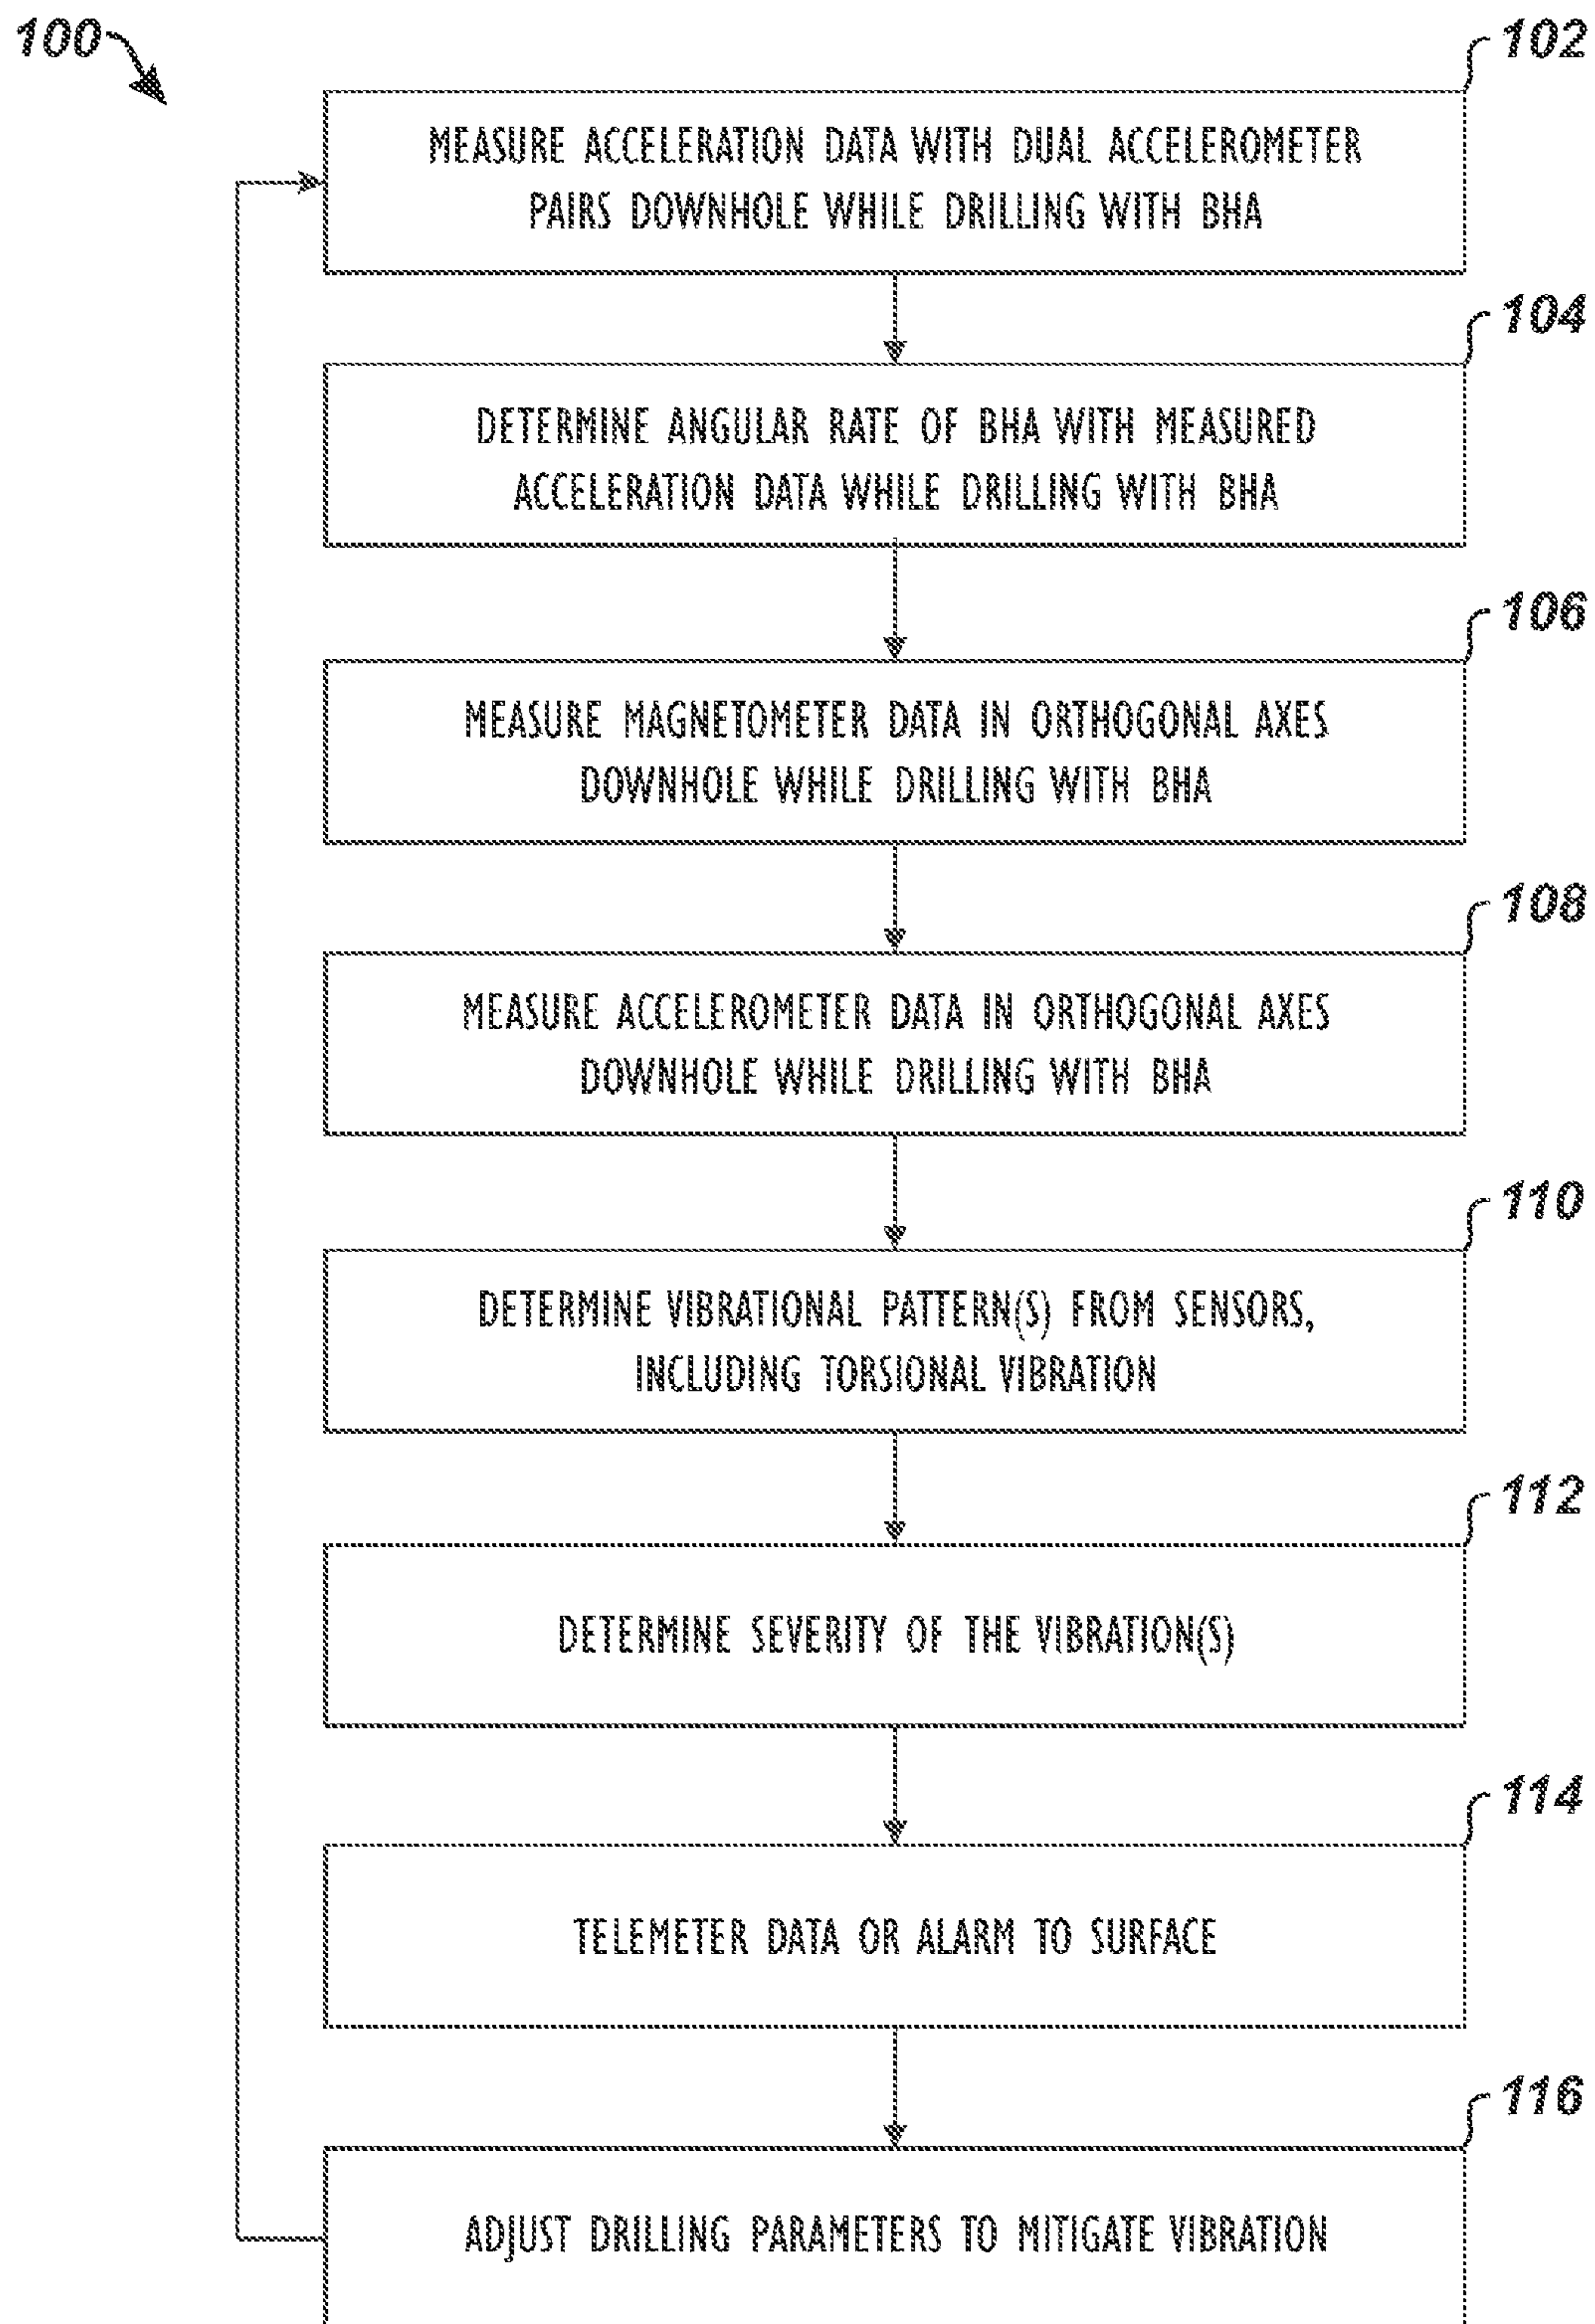 100
102
MEASURE ACCELERATION DATA WITH DUAL ACCELEROMETER
PAIRS DOWNHOLE WHILE DRILLING WITH BHA
104
DETERMINE ANGULAR RATE OF BHA WITH MEASURED
ACCELERATION DATA WHILE DRILLING WITH BHA
106
MEASURE MAGNETOMETER DATA IN ORTHOGONAL AXES
DOWNHOLE WHILE DRILLING WITH BHA
108
MEASURE ACCELEROMETER DATA IN ORTHOGONAL AXES
DOWNHOLE WHILE DRILLING WITH BHA
110
DETERMINE VIBRATIONAL PATTERN(S) FROM SENSORS,
INCLUDING TORSIONAL VIBRATION
112
DETERMINE SEVERITY OF THE VIBRATION(S)
114
TELEMETER DATA OR ALARM TO SURFACE
116
ADJUST DRILLING PARAMETERS TO MITIGATE VIBRATION